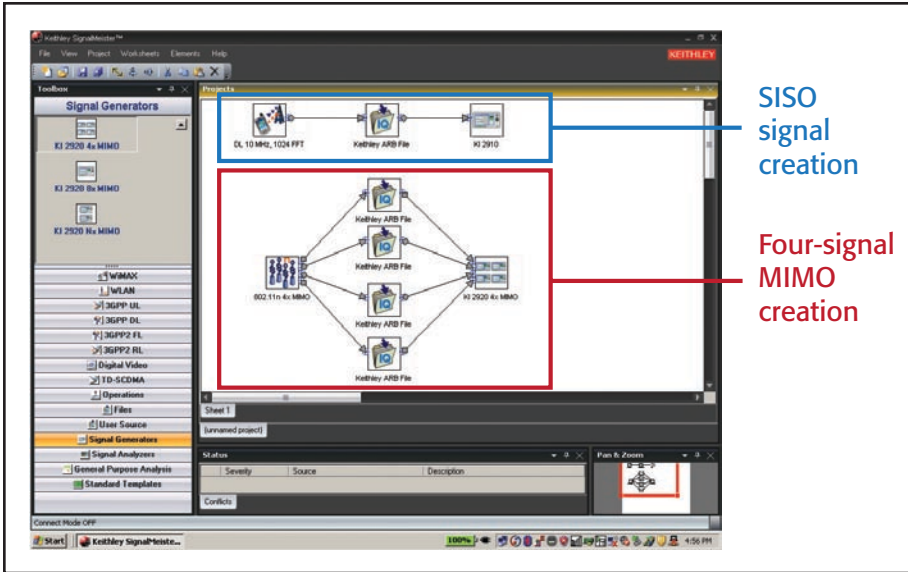 Keithley SignalMeister™
File View Project Worksheets Elements Help
KEITHLEY
Toolbox
Signal Generators
KI 2920 4x MIMO
KI 2920 8x MIMO
KI 2920 Nx MIMO
WiMAX
WLAN
3GPP UL
3GPP DL
3GPP2 FL
3GPP2 RL
Digital Video
TD-SCDMA
Operations
Files
User Source
Signal Generators
Signal Analyzers
General Purpose Analysis
Standard Templates
Projects
DL 10 MHz, 1024 FFT
Keithley ARB File
KI 2910
IQ
IQ
Keithley ARB File
IQ
Keithley ARB File
802.11n 4x MIMO
KI 2920 4x MIMO
IQ
Keithley ARB File
IQ
Keithley ARB File
Sheet 1
(unnamed project)
Status
Severity Source Description
Conflicts
Pan & Zoom
Connect Mode OFF
Start
Keithley SignalMeiste...
100%
4:56 PM
SISO
signal
creation
Four-signal
MIMO
creation